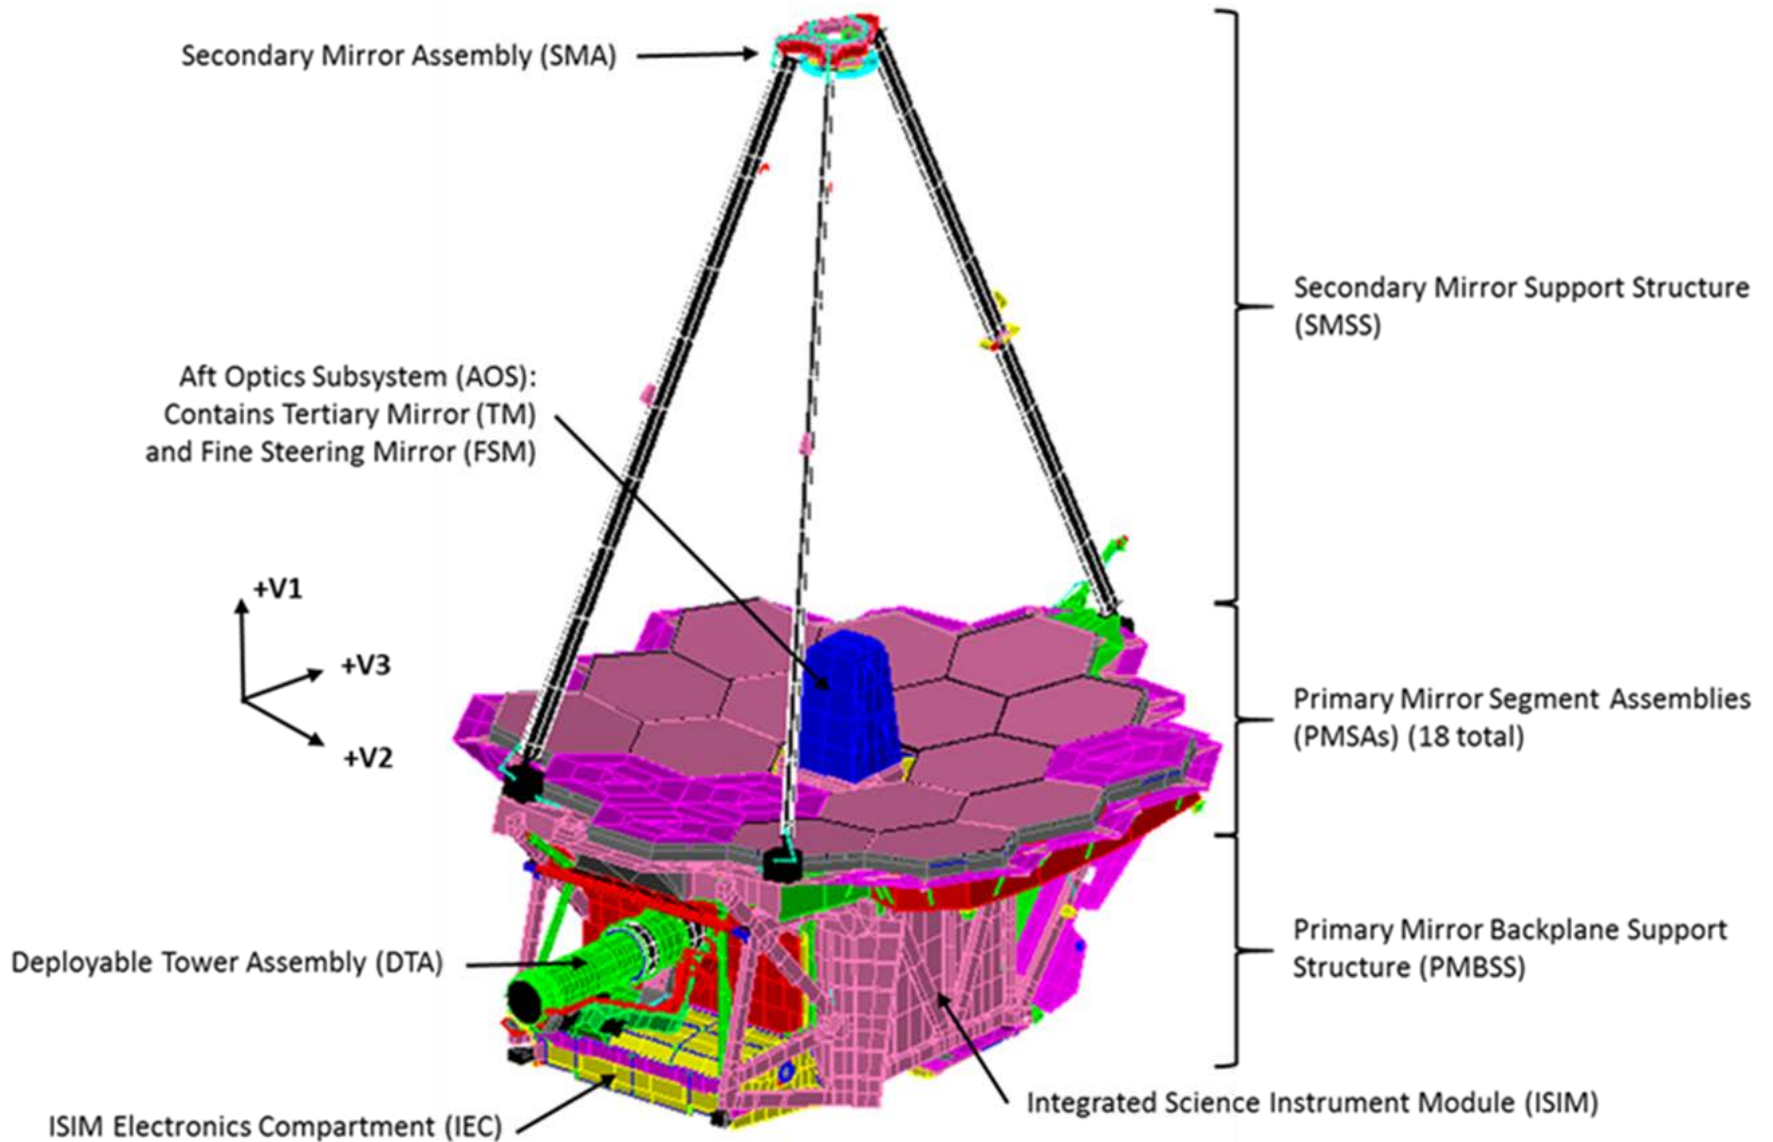 Secondary Mirror Assembly (SMA)
Secondary Mirror Support Structure
(SMSS)
Aft Optics Subsystem (AOS):
Contains Tertiary Mirror (TM)
and Fine Steering Mirror (FSM)
+V1
+V3
+V2
Primary Mirror Segment Assemblies
(PMSAs) (18 total)
Primary Mirror Backplane Support
Structure (PMBSS)
Deployable Tower Assembly (DTA)
Integrated Science Instrument Module (ISIM)
ISIM Electronics Compartment (IEC)